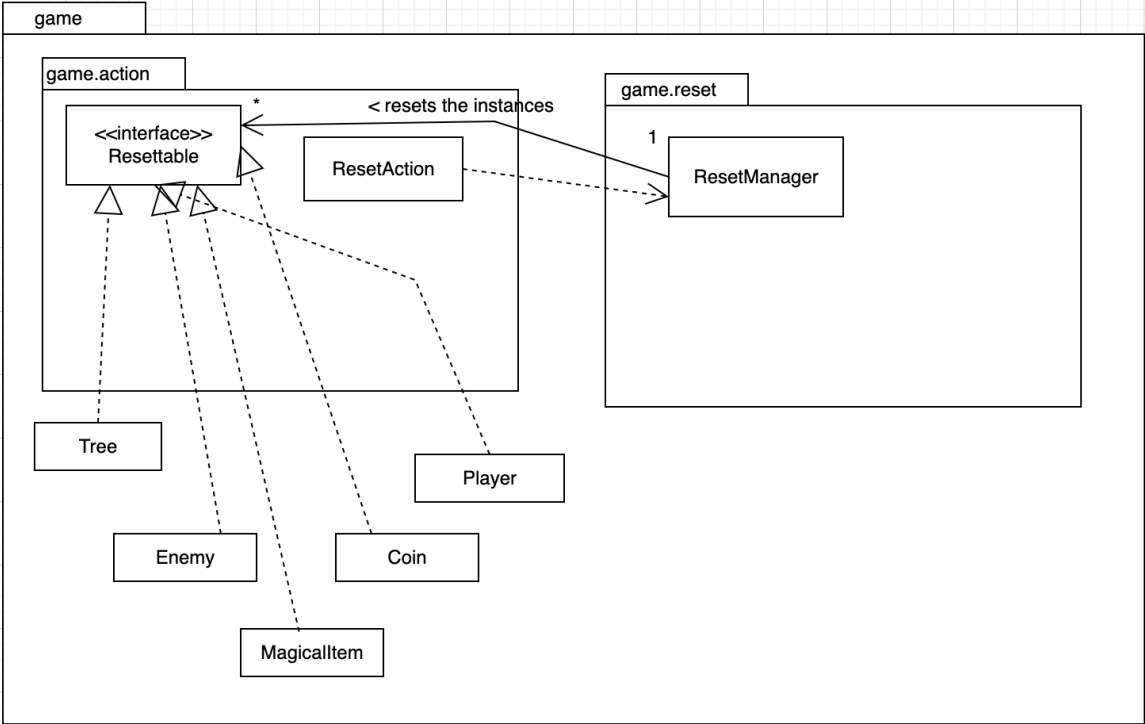 game
game.action
game.reset
*
< resets the instances
<<interface>>
Resettable
ResetAction
1
ResetManager
Tree
Player
Enemy
Coin
MagicalItem